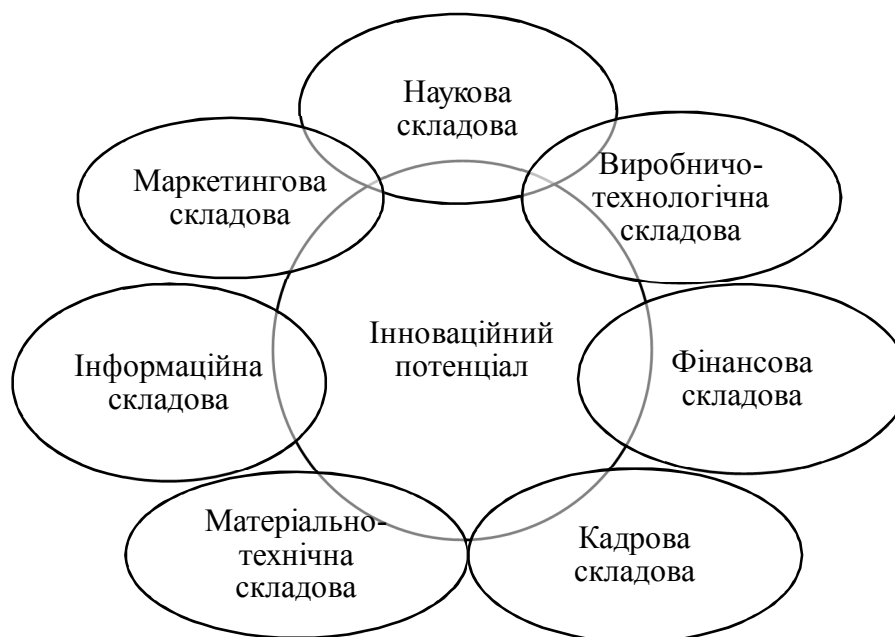 Наукова
складова
Виробничо-
технологічна
складова
Маркетингова
складова
Інноваційний
потенціал
Інформаційна
складова
Фінансова
складова
Матеріально-
технічна
складова
Кадрова
складова